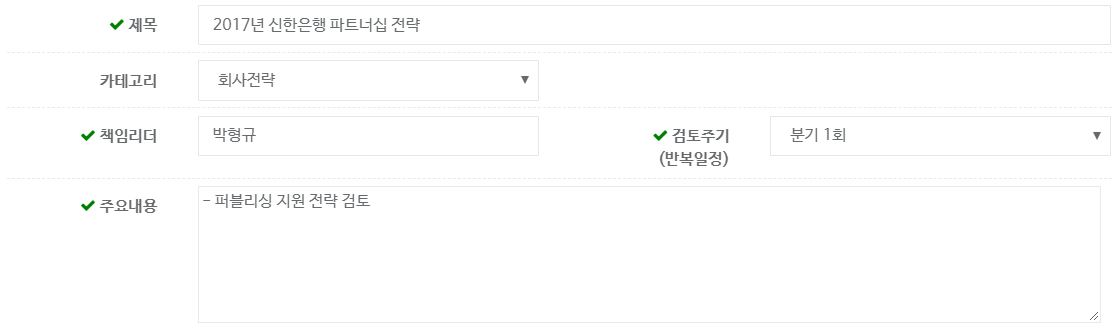 ✔ 제목 2017년 신한은행 파트너십 전략
카테고리 회사전략 ▼
✔ 책임리더 박형규 ✔ 검토주기 분기 1회 ▼
(반복일정)
✔ 주요내용 - 퍼블리싱 지원 전략 검토